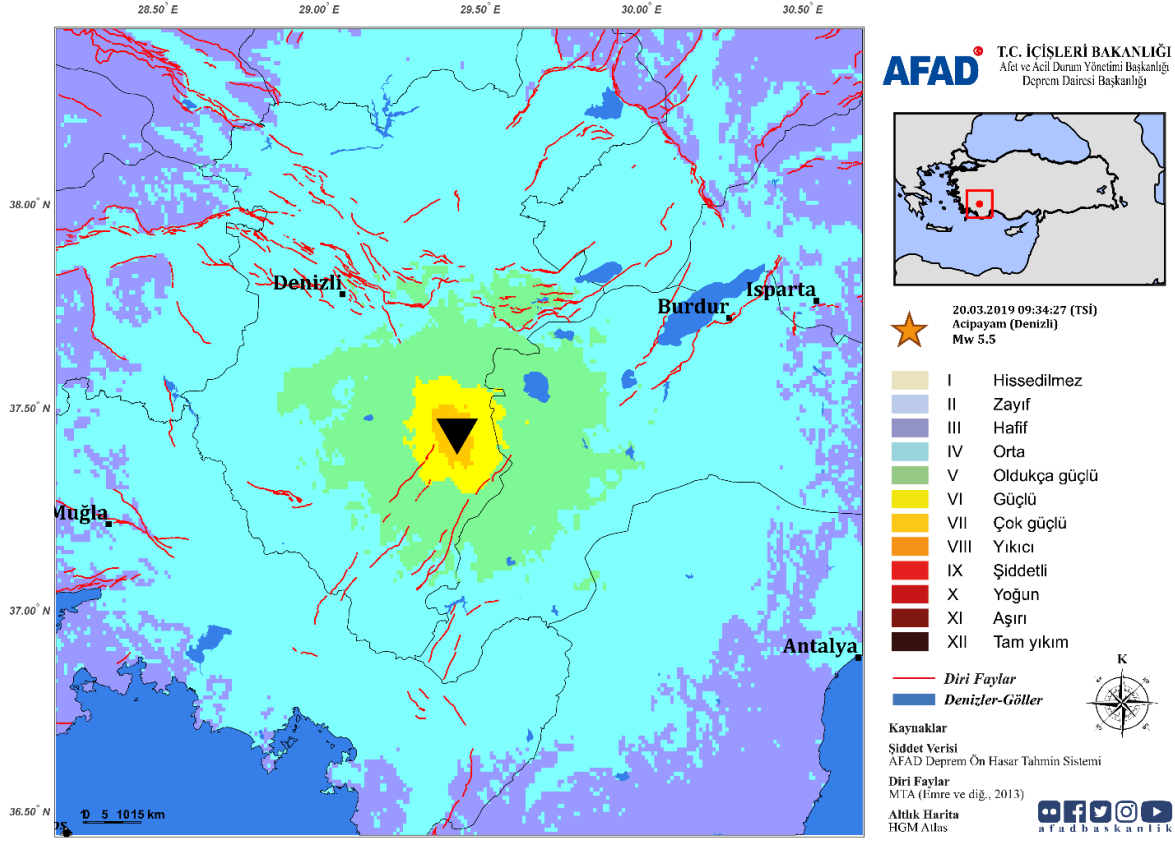 28.50° E 29.00° E 29.50° E 30.00° E 30.50° E
38.00° N
37.50° N
37.00° N
36.50° N
Denizli
Isparta
Burdur
Muğla
Antalya
0 5 10 15 km
AFAD
T.C. İÇİŞLERİ BAKANLIĞI
Afet ve Acil Durum Yönetimi Başkanlığı
Deprem Dairesi Başkanlığı
20.03.2019 09:34:27 (TSİ)
Acipayam (Denizli)
Mw 5.5
I Hissedilmez
II Zayıf
III Hafif
IV Orta
V Oldukça güçlü
VI Güçlü
VII Çok güçlü
VIII Yıkıcı
IX Şiddetli
X Yoğun
XI Aşırı
XII Tam yıkım
Diri Faylar
Denizler-Göller
K
Kaynaklar
Şiddet Verisi
AFAD Deprem Ön Hasar Tahmin Sistemi
Diri Faylar
MTA (Emre ve diğ., 2013)
Altlık Harita
HGM Atlas
afadbaskanlik